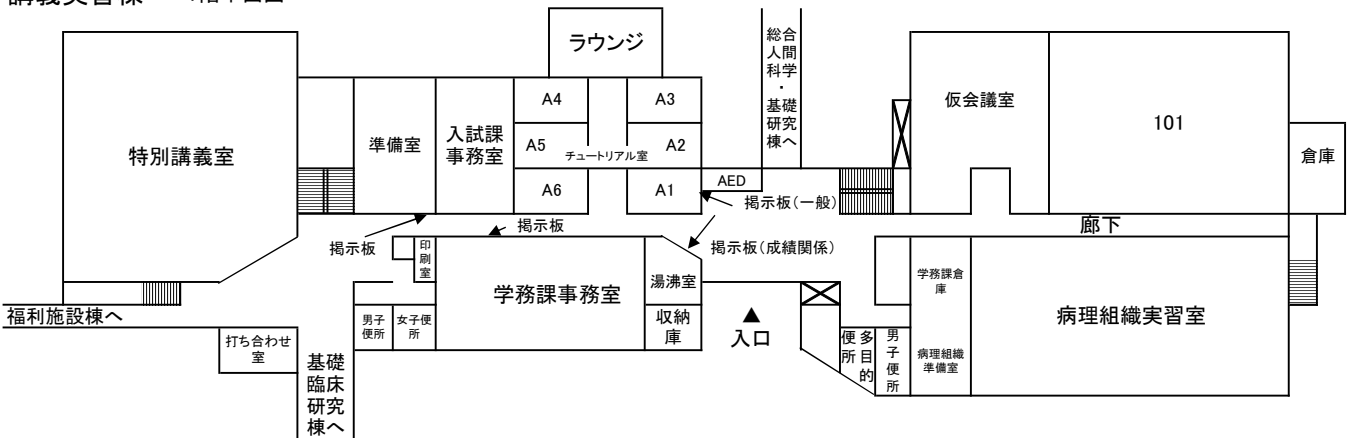 ラウンジ
総合
人間
科学
・
基礎
研究
棟へ
A4
A3
仮会議室
101
特別講義室
準備室
入試課
事務室
A5
A2
チュートリアル室
倉庫
A6
A1
AED
掲示板(一般)
掲示板
掲示板
掲示板(成績関係)
廊下
印
刷
室
学務課事務室
湯沸室
学務課倉
庫
福利施設棟へ
男子
便所
女子便
所
収納
庫
▲
入口
病理組織実習室
打ち合わせ
室
多目的
便所
男子便所
病理組織
準備室
基礎
臨床
研究
棟へ